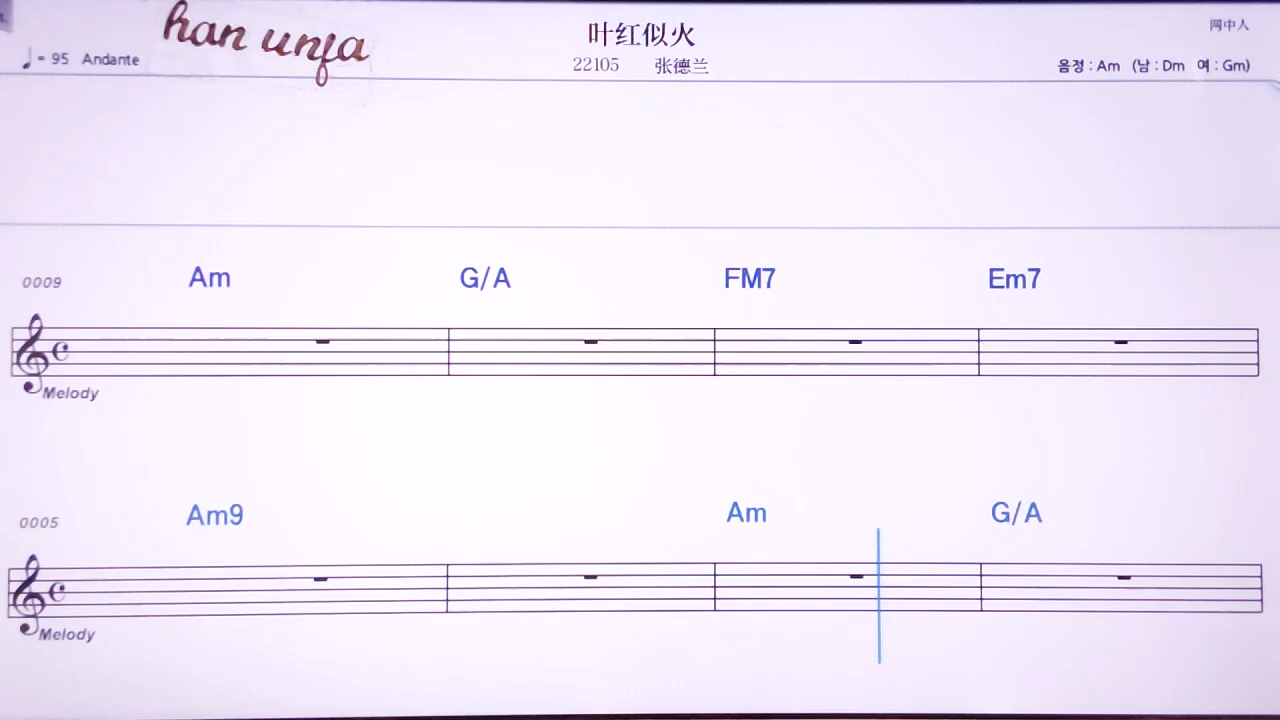 han unja
叶红似火
网中人
♩= 95 Andante
22105 张德兰
음정 : Am (남 : Dm 여 : Gm)
0009 Am G/A FM7 Em7
Melody
0005 Am9 Am G/A
Melody